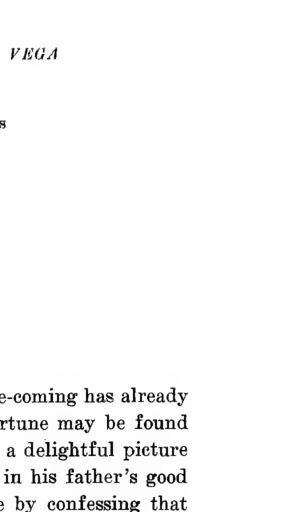 VEGA
s
e-coming has already
rtune may be found
a delightful picture
in his father's good
e by confessing that